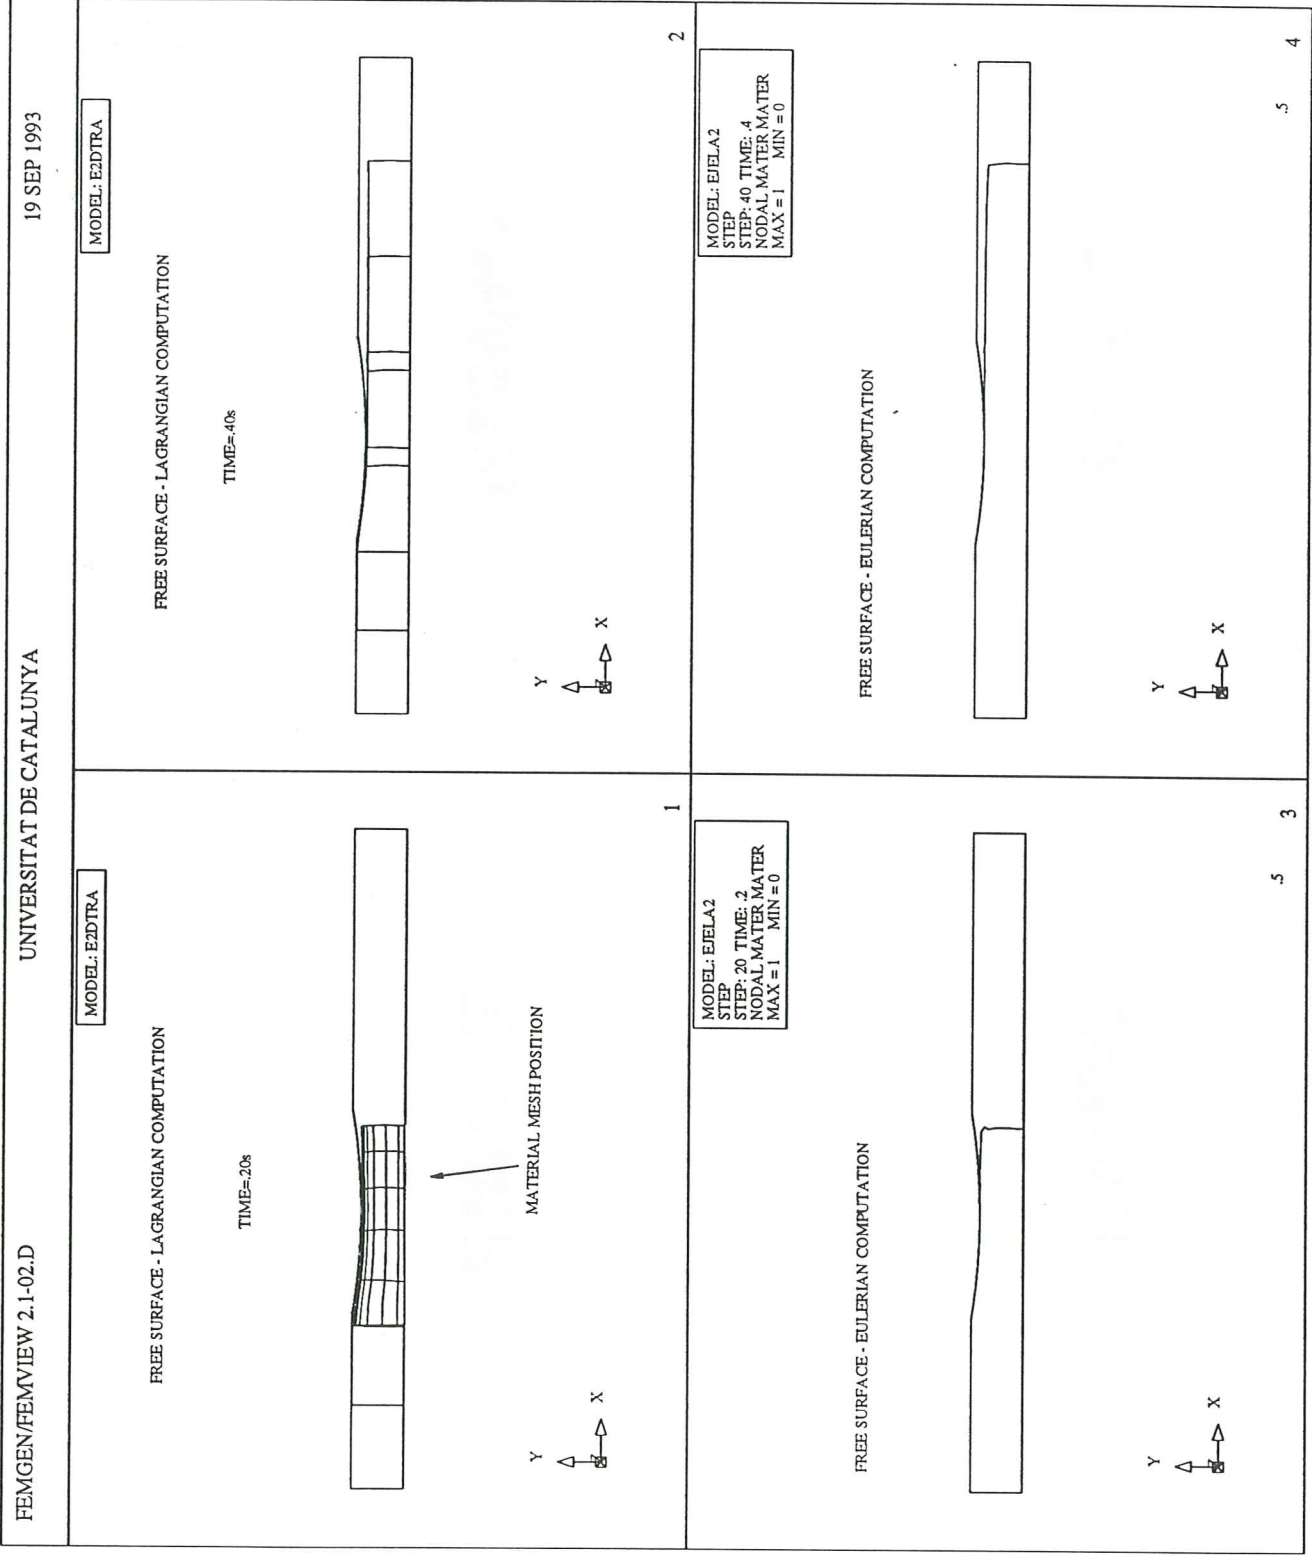 FEMGEN/FEMVIEW 2.1-02.D
UNIVERSITAT DE CATALUNYA
19 SEP 1993
MODEL: E2DTRA
FREE SURFACE - LAGRANGIAN COMPUTATION
TIME=.20s
MATERIAL MESH POSITION
Y
X
1
MODEL: E2DTRA
FREE SURFACE - LAGRANGIAN COMPUTATION
TIME=.40s
Y
X
2
MODEL: EJELA2
STEP
STEP: 20 TIME: .2
NODAL MATER MATER
MAX = 1 MIN = 0
FREE SURFACE - EULERIAN COMPUTATION
Y
X
.5
3
MODEL: EJELA2
STEP
STEP: 40 TIME: .4
NODAL MATER MATER
MAX = 1 MIN = 0
FREE SURFACE - EULERIAN COMPUTATION
Y
X
.5
4